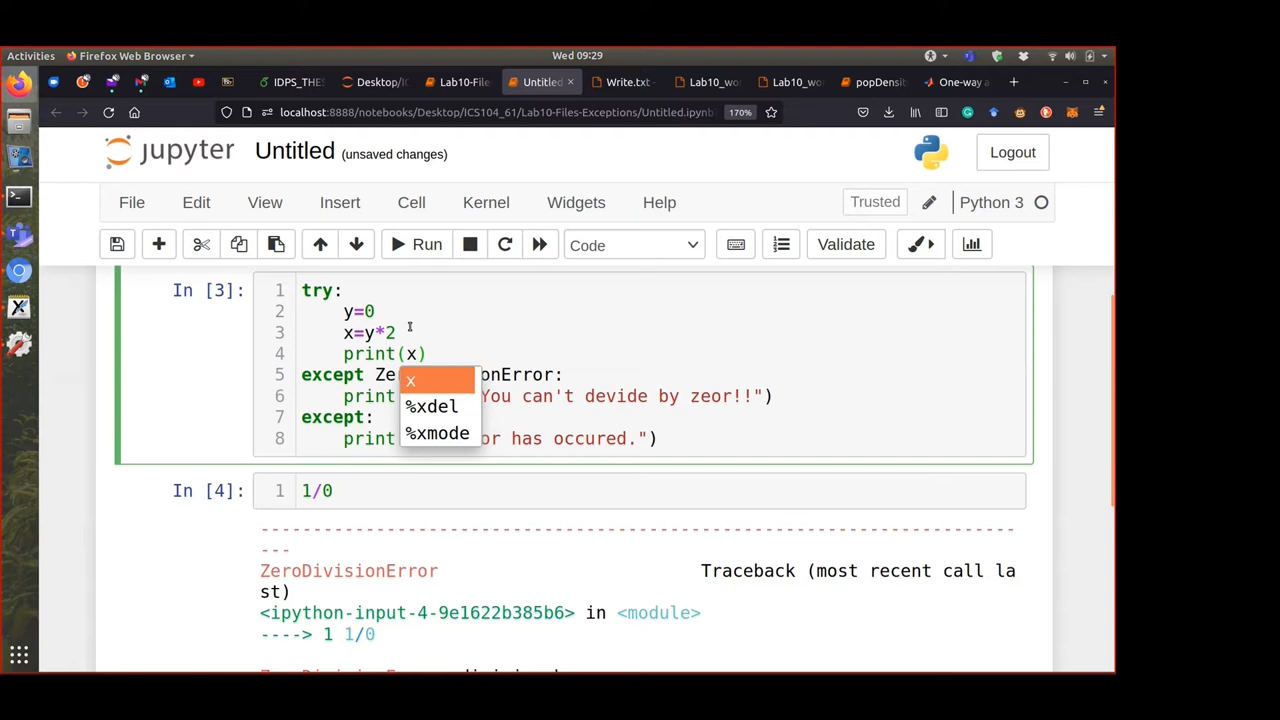 Activities Firefox Web Browser Wed 09:29
IDPS_THES Desktop/IC Lab10-File Untitled × Write.txt - Lab10_wo Lab10_wo popDensit One-way a
localhost:8888/notebooks/Desktop/ICS104_61/Lab10-Files-Exceptions/Untitled.ipynb 170%
jupyter Untitled (unsaved changes) Logout
File Edit View Insert Cell Kernel Widgets Help Trusted Python 3
Run Code Validate
In [3]: 1 try:
2 y=0
3 x=y*2
4 print(x)
5 except Ze onError:
6 print You can't devide by zeor!!")
7 except:
8 print or has occured.")
x
%xdel
%xmode
In [4]: 1 1/0
---------------------------------------------------------------------------
ZeroDivisionError Traceback (most recent call la
st)
<ipython-input-4-9e1622b385b6> in <module>
----> 1 1/0